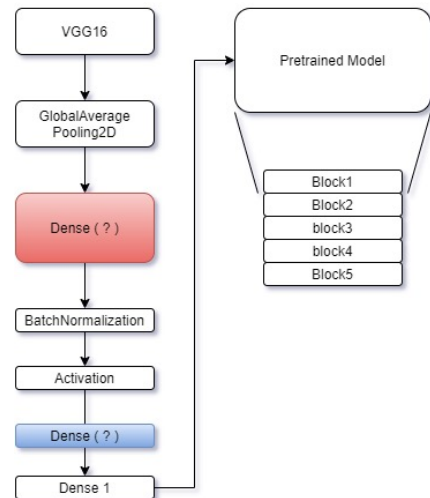 VGG16
GlobalAverage
Pooling2D
Dense ( ? )
BatchNormalization
Activation
Dense ( ? )
Dense 1
Pretrained Model
Block1
Block2
block3
block4
Block5